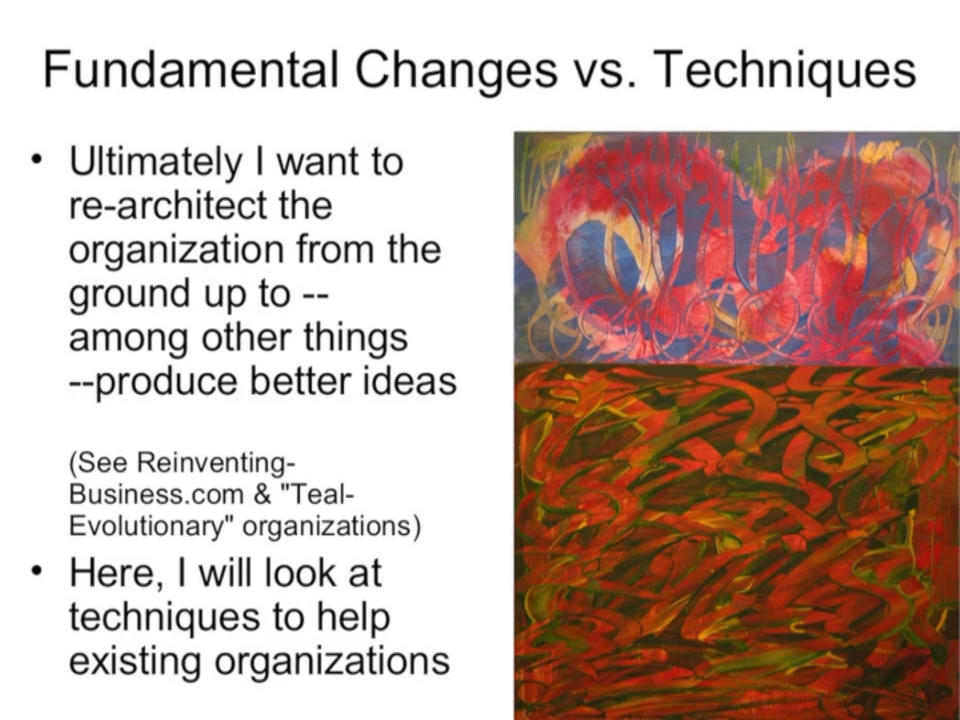 Fundamental Changes vs. Techniques
• Ultimately I want to
re-architect the
organization from the
ground up to --
among other things
--produce better ideas
(See Reinventing-
Business.com & "Teal-
Evolutionary" organizations)
• Here, I will look at
techniques to help
existing organizations